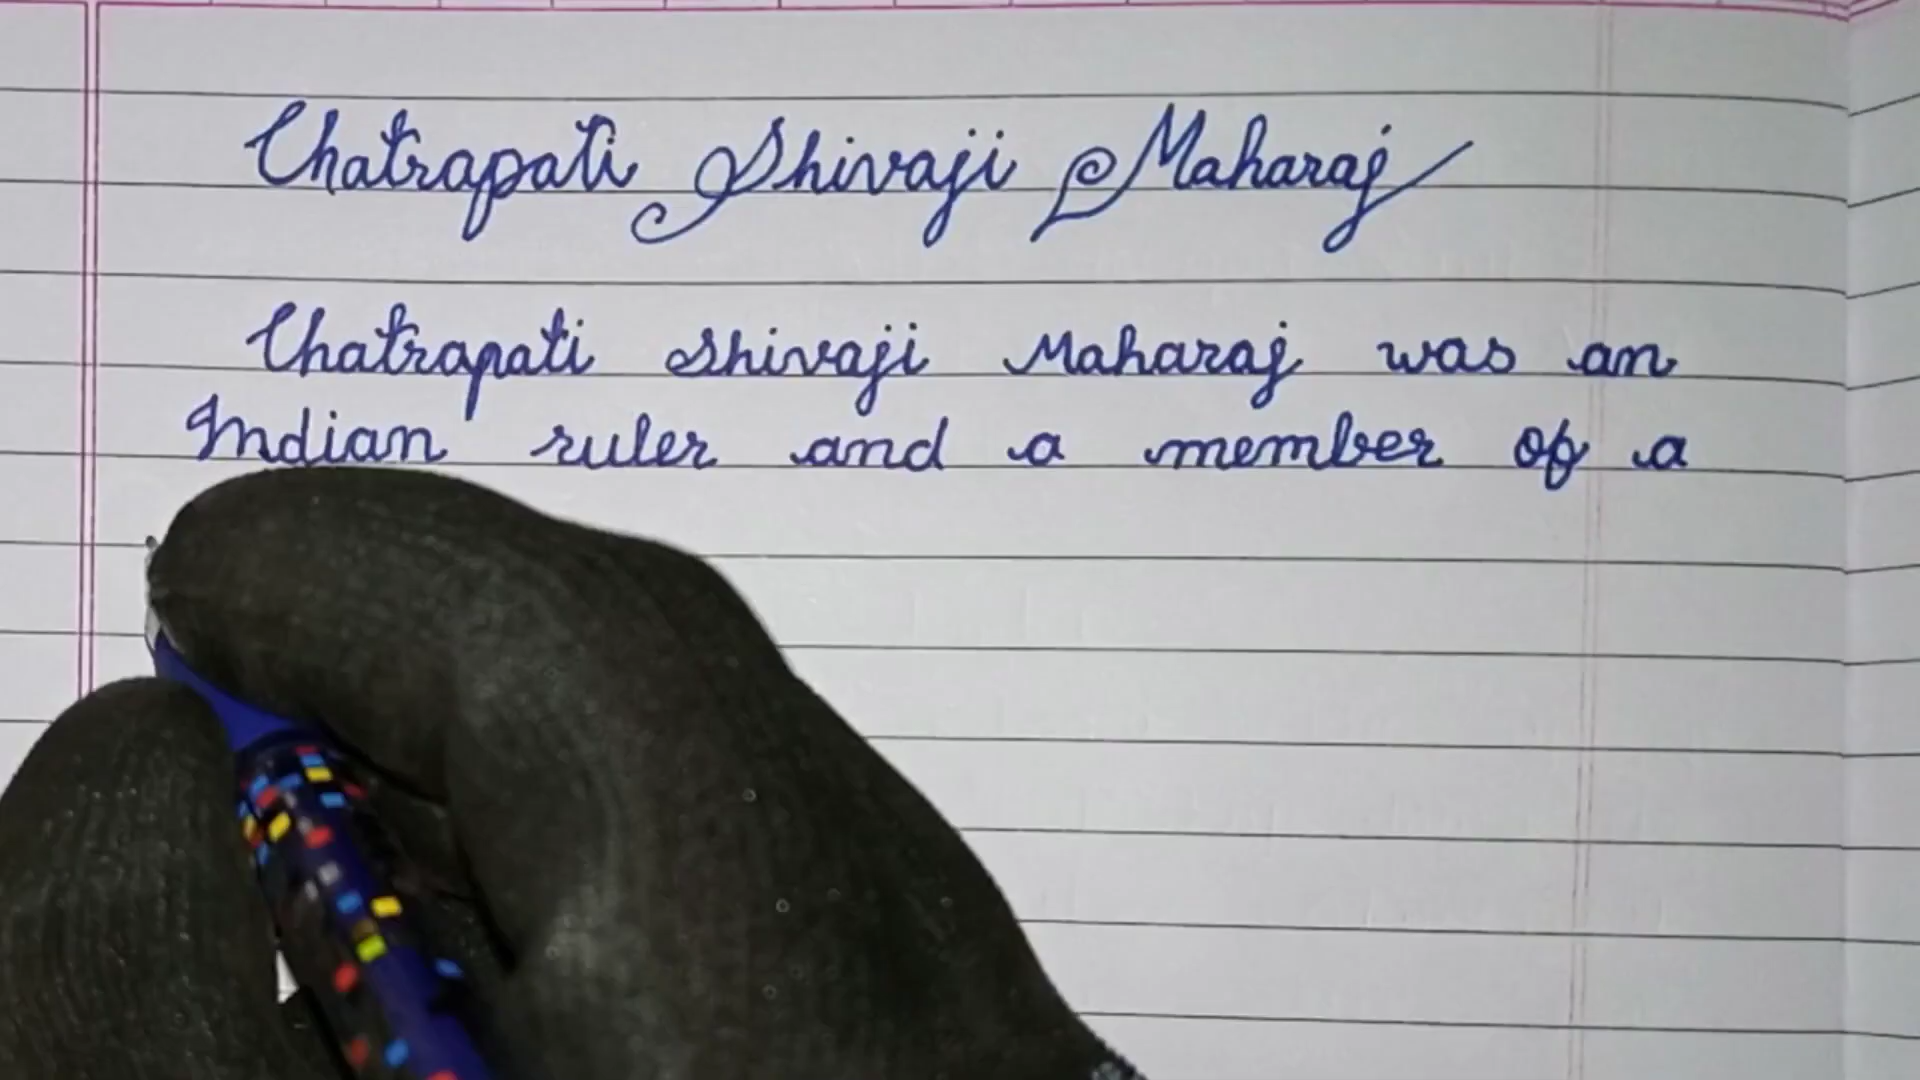 Chatrapati Shivaji Maharaj
Chatrapati Shivaji Maharaj was an
Indian ruler and a member of a